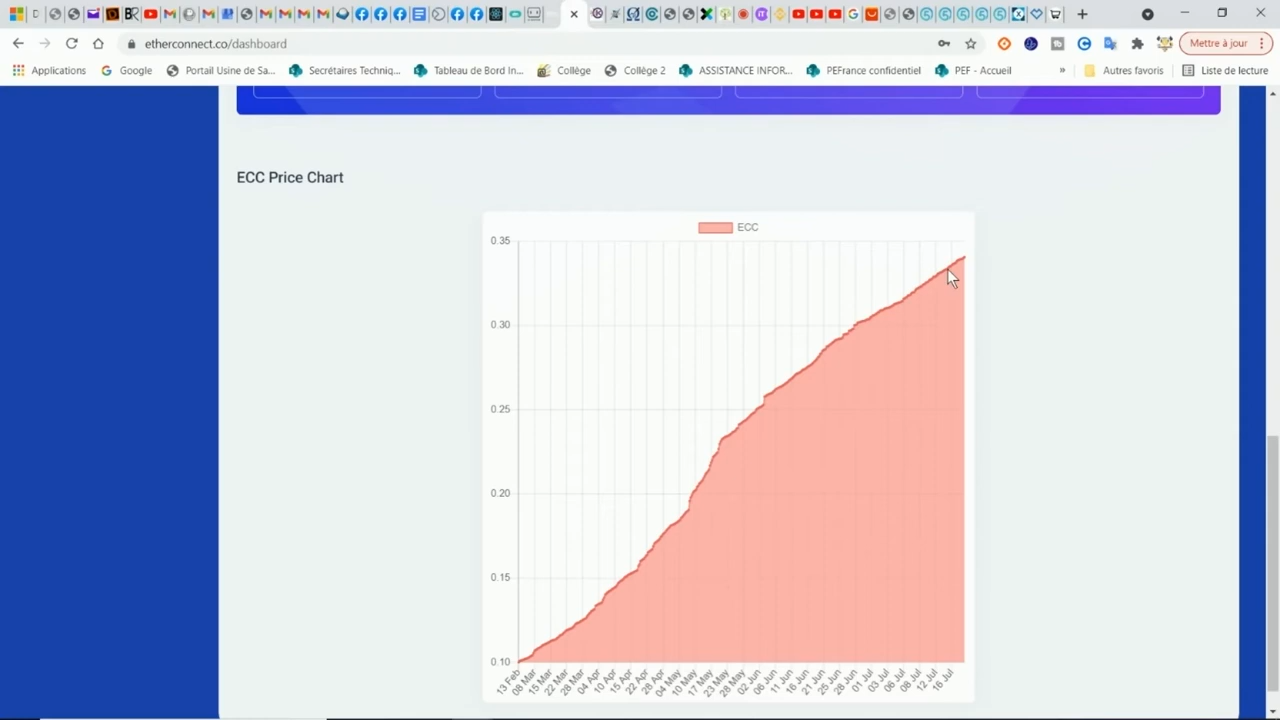 etherconnect.co/dashboard
Mettre à jour
Applications
Google
Portail Usine de Sa...
Secrétaires Techniq...
Tableau de Bord In...
Collège
Collège 2
ASSISTANCE INFOR...
PEFrance confidentiel
PEF - Accueil
»
Autres favoris
Liste de lecture
ECC Price Chart
ECC
0.35
0.30
0.25
0.20
0.15
0.10
13 Feb
08 Mar
15 Mar
22 Mar
28 Mar
04 Apr
10 Apr
15 Apr
22 Apr
28 Apr
04 May
10 May
17 May
23 May
28 May
02 Jun
06 Jun
11 Jun
16 Jun
21 Jun
25 Jun
28 Jun
01 Jul
03 Jul
06 Jul
08 Jul
12 Jul
16 Jul